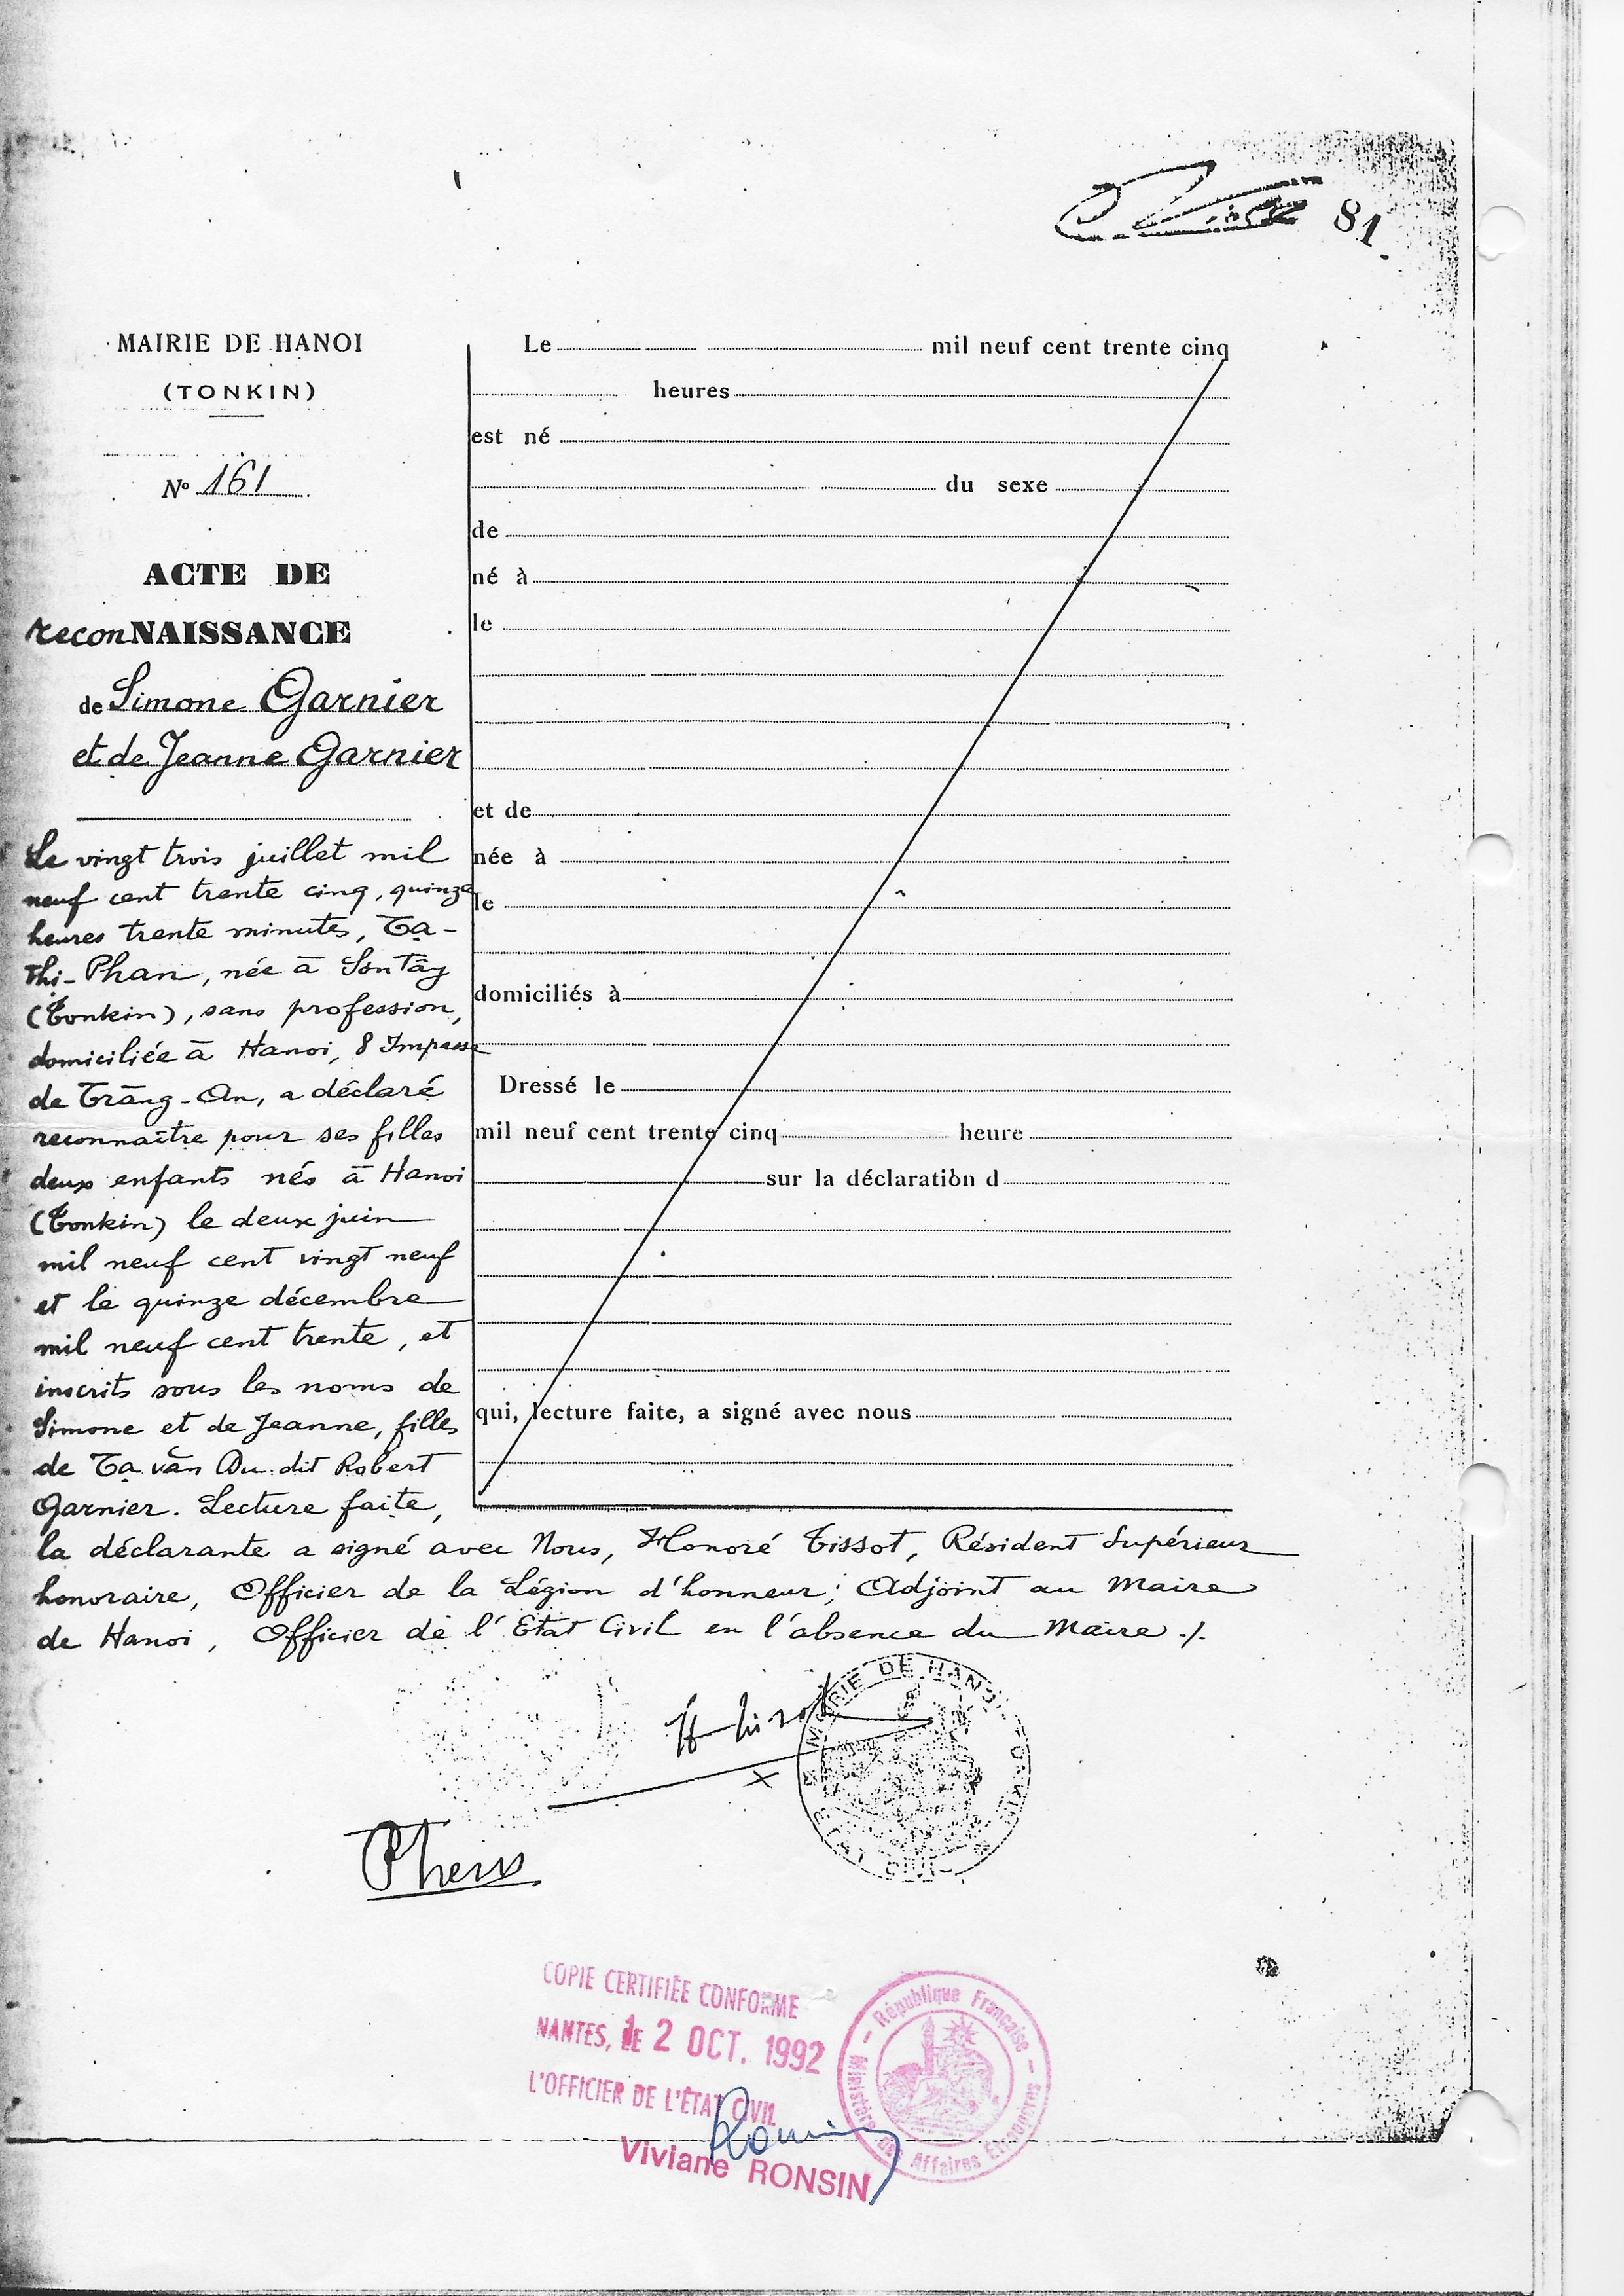 81
MAIRIE DE HANOI
(TONKIN)
N° 161
ACTE DE
reconNAISSANCE
de Simone Garnier
et de Jeanne Garnier
Le vingt trois juillet mil
neuf cent trente cinq, quinze
heures trente minutes, Tạ-
Thi-Phan, née à Sontây
(Tonkin), sans profession,
domiciliée à Hanoi, 8 Impasse
de Tràng-An, a déclaré
reconnaître pour ses filles
deux enfants nés à Hanoi
(Tonkin) le deux juin
mil neuf cent vingt neuf
et le quinze décembre
mil neuf cent trente, et
inscrits sous les noms de
Simone et de Jeanne, filles
de Tạ văn Du dit Robert
Garnier. Lecture faite,
la déclarante a signé avec Nous, Honoré Tissot, Résident Supérieur
honoraire, Officier de la Légion d'honneur; Adjoint au Maire
de Hanoi, Officier de l'Etat Civil en l'absence du Maire ./.
Le mil neuf cent trente cinq
heures
est né
du sexe
de
né à
le
et de
née à
le
domiciliés à
Dressé le
mil neuf cent trente cinq heure
sur la déclaration d
qui, lecture faite, a signé avec nous
MAIRIE DE HANOI TONKIN
ETAT CIVIL
COPIE CERTIFIÉE CONFORME
NANTES, LE 2 OCT. 1992
L'OFFICIER DE L'ÉTAT CIVIL
Viviane RONSIN
République Française
Ministère des Affaires Etrangères